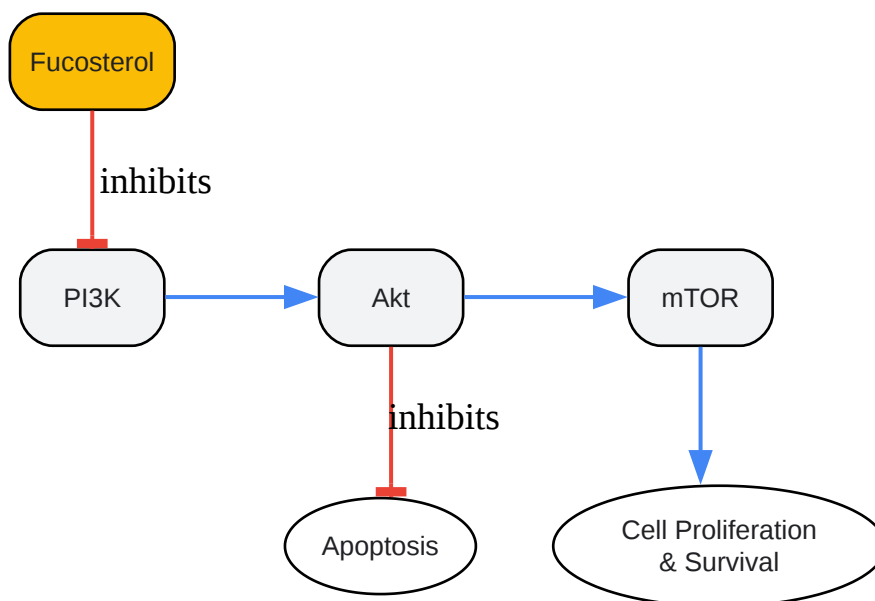 Fucosterol
inhibits
PI3K
Akt
mTOR
inhibits
Apoptosis
Cell Proliferation
& Survival